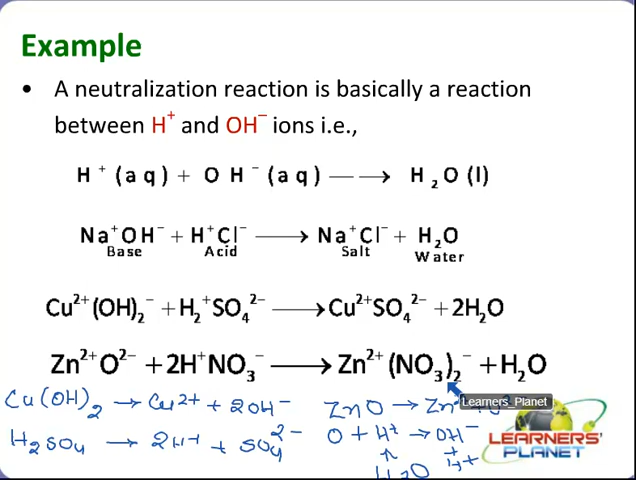 Example
• A neutralization reaction is basically a reaction
between H⁺ and OH⁻ ions i.e.,
H⁺ (aq) + OH⁻ (aq) ⟶ H₂O (l)
Na⁺OH⁻ + H⁺Cl⁻ ⟶ Na⁺Cl⁻ + H₂O
Base Acid Salt Water
Cu²⁺(OH)₂⁻ + H₂⁺SO₄²⁻ ⟶ Cu²⁺SO₄²⁻ + 2H₂O
Zn²⁺O²⁻ + 2H⁺NO₃⁻ ⟶ Zn²⁺(NO₃)₂⁻ + H₂O
Learners_Planet
Cu(OH)₂ → Cu²⁺ + 2OH⁻ ZnO → Zn
H₂SO₄ → 2H⁺ + SO₄²⁻ O + H⁺ → OH⁻
H₂O + H⁺
LEARNERS'
PLANET